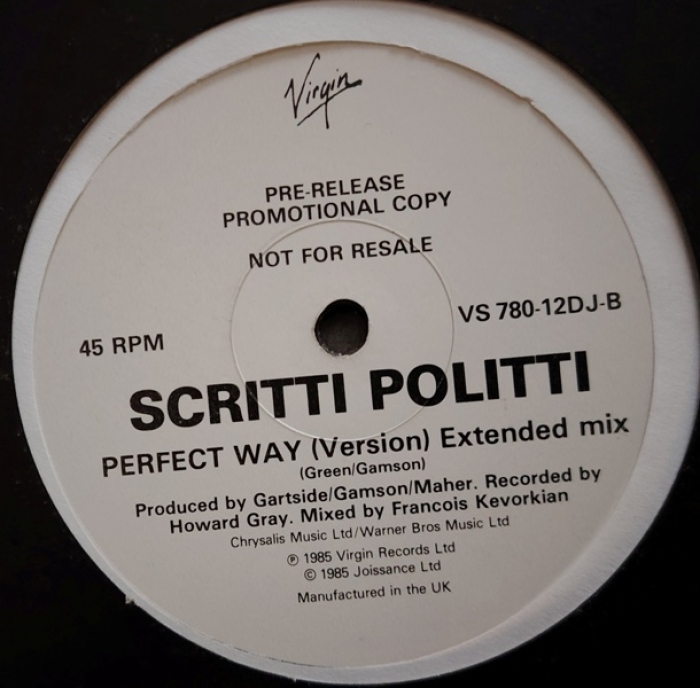 Virgin
PRE-RELEASE
PROMOTIONAL COPY
NOT FOR RESALE
45 RPM
VS 780-12DJ-B
SCRITTI POLITTI
PERFECT WAY (Version) Extended mix
(Green/Gamson)
Produced by Gartside/Gamson/Maher. Recorded by
Howard Gray. Mixed by Francois Kevorkian
Chrysalis Music Ltd/Warner Bros Music Ltd
℗ 1985 Virgin Records Ltd
© 1985 Joissance Ltd
Manufactured in the UK